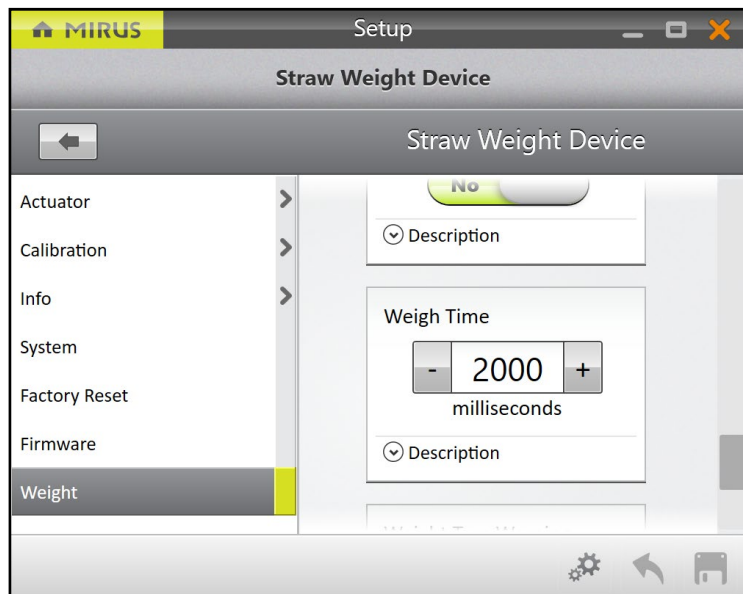 MIRUS
Setup
Straw Weight Device
Straw Weight Device
Actuator
Calibration
Info
System
Factory Reset
Firmware
Weight
No
Description
Weigh Time
- 2000 +
milliseconds
Description